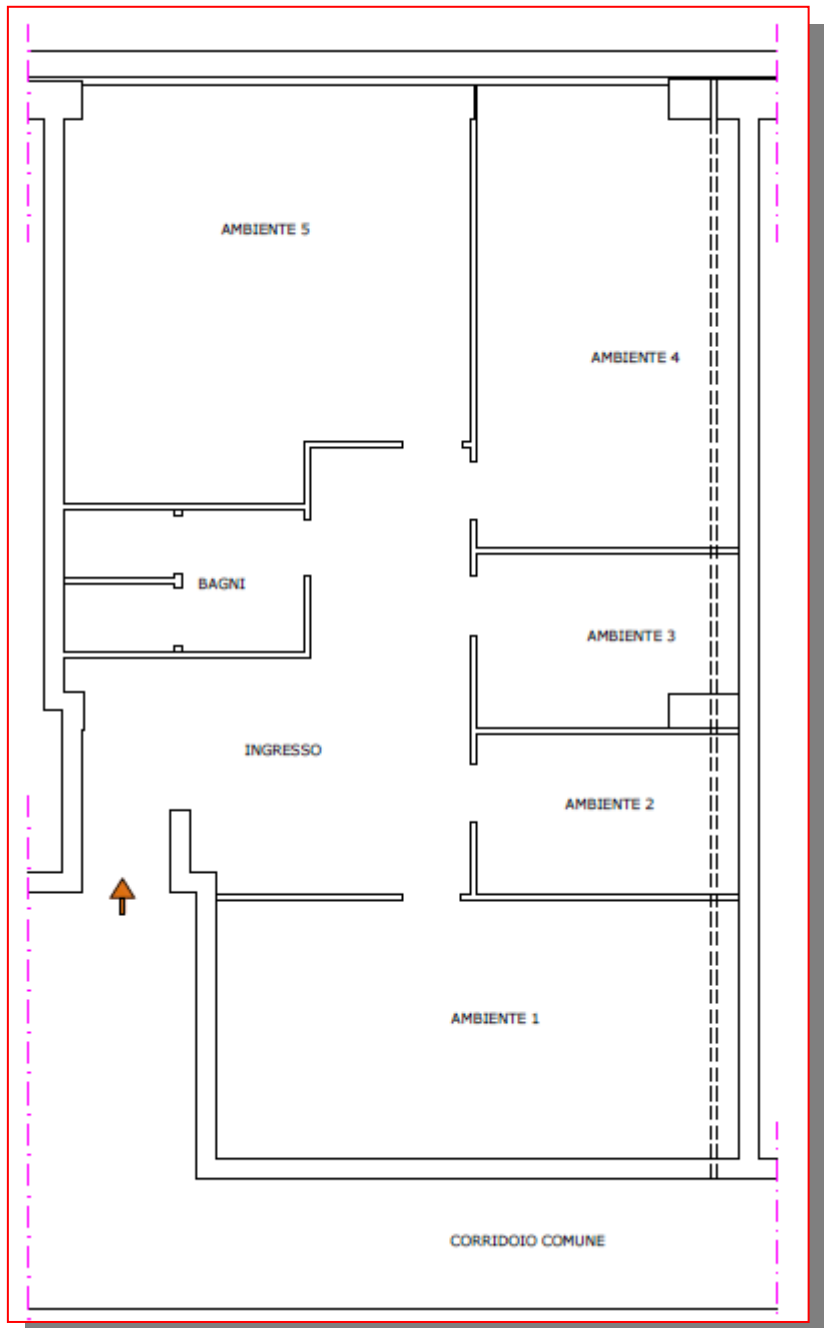 AMBIENTE 5
AMBIENTE 4
BAGNI
AMBIENTE 3
INGRESSO
AMBIENTE 2
AMBIENTE 1
CORRIDOIO COMUNE